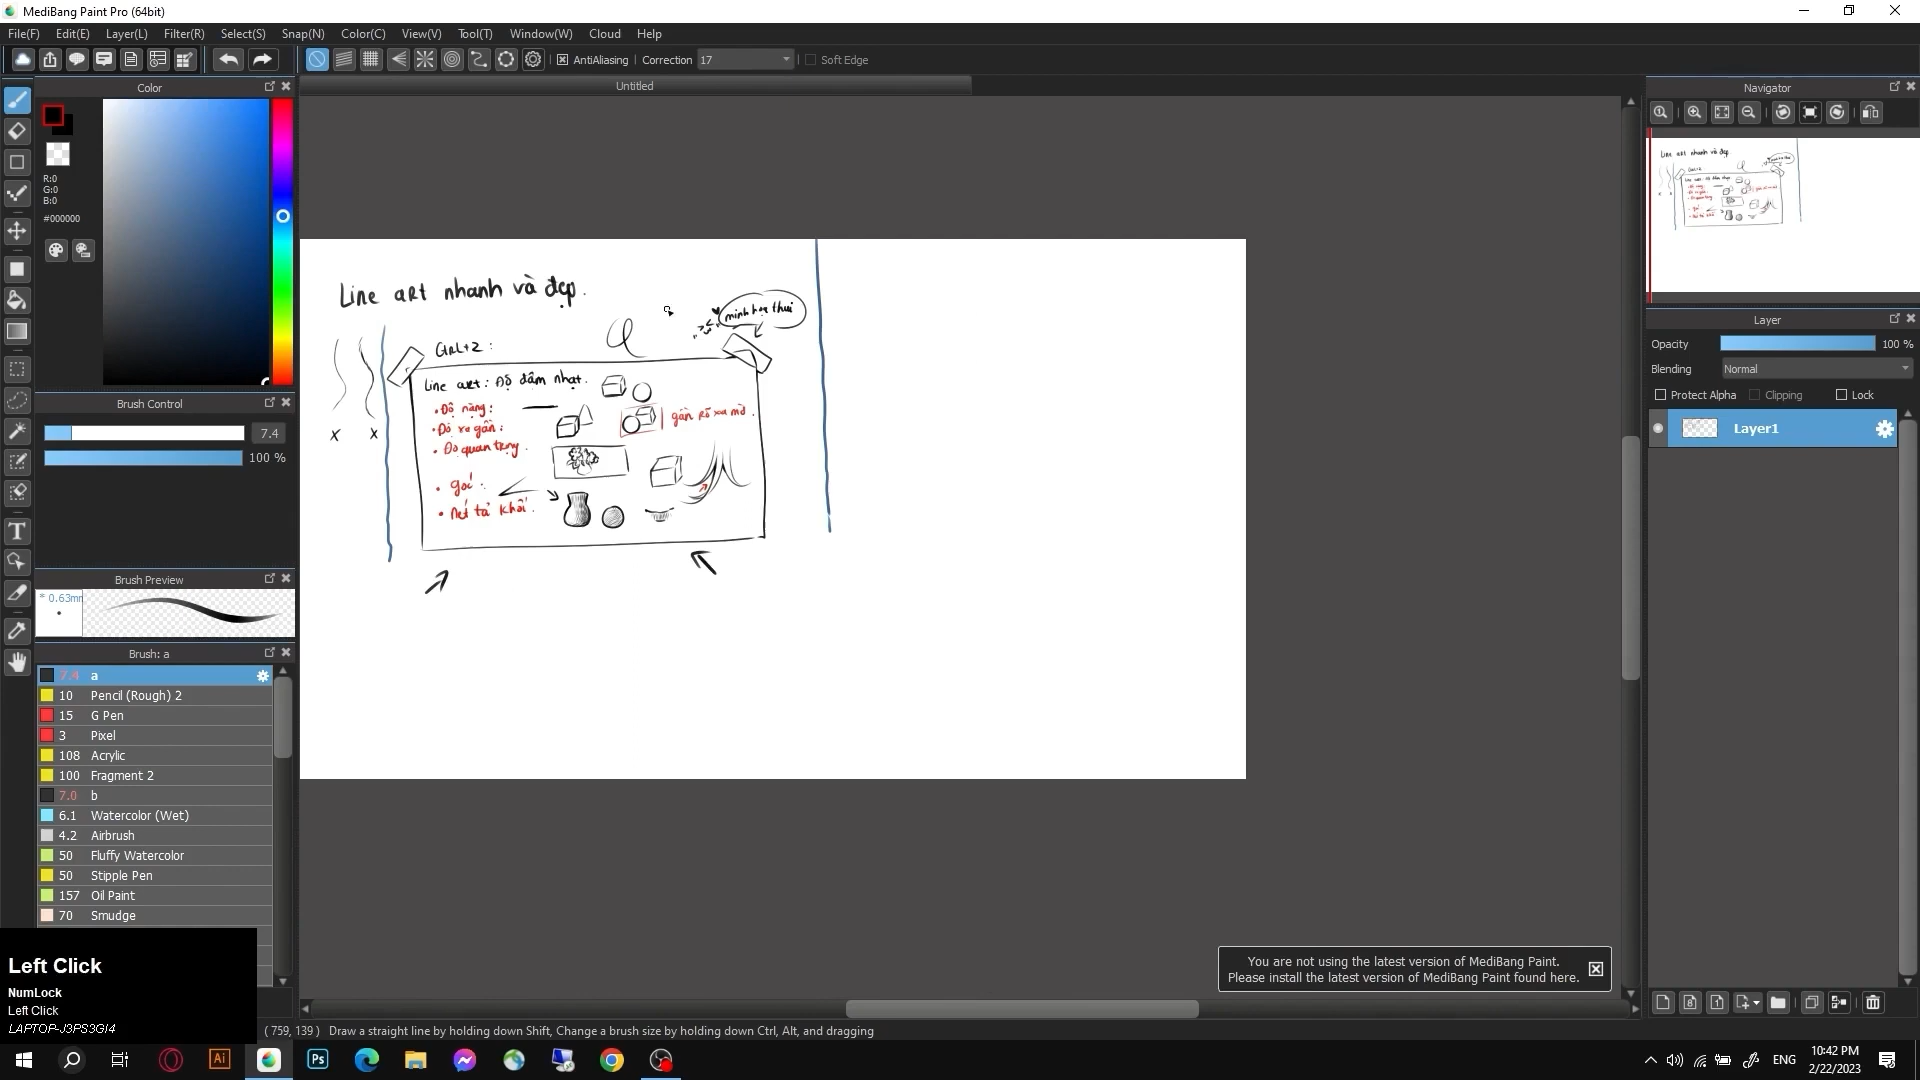 MediBang Paint Pro (64bit)
File(F) Edit(E) Layer(L) Filter(R) Select(S) Snap(N) Color(C) View(V) Tool(T) Window(W) Cloud Help
AntiAliasing Correction 17 Soft Edge
Color
Untitled
Navigator
R:0
G:0
B:0
#000000
Brush Control
7.4
100 %
Brush Preview
* 0.63mm
Brush: a
7.4 a
10 Pencil (Rough) 2
15 G Pen
3 Pixel
108 Acrylic
100 Fragment 2
7.0 b
6.1 Watercolor (Wet)
4.2 Airbrush
50 Fluffy Watercolor
50 Stipple Pen
157 Oil Paint
70 Smudge
Left Click
NumLock
Left Click
LAPTOP-J3PS3GI4
Line art nhanh và đẹp.
minh họa thui
Ctrl+z :
Line art : Độ đậm nhạt.
• Độ nặng :
• Độ xa gần :
gần rõ xa mờ.
• Độ quan trọng.
• góc :
• nét tả khối.
x x
Layer
Opacity 100 %
Blending Normal
Protect Alpha Clipping Lock
Layer1
You are not using the latest version of MediBang Paint.
Please install the latest version of MediBang Paint found here.
( 759, 139 ) Draw a straight line by holding down Shift, Change a brush size by holding down Ctrl, Alt, and dragging
Ai
Ps
ENG
10:42 PM
2/22/2023